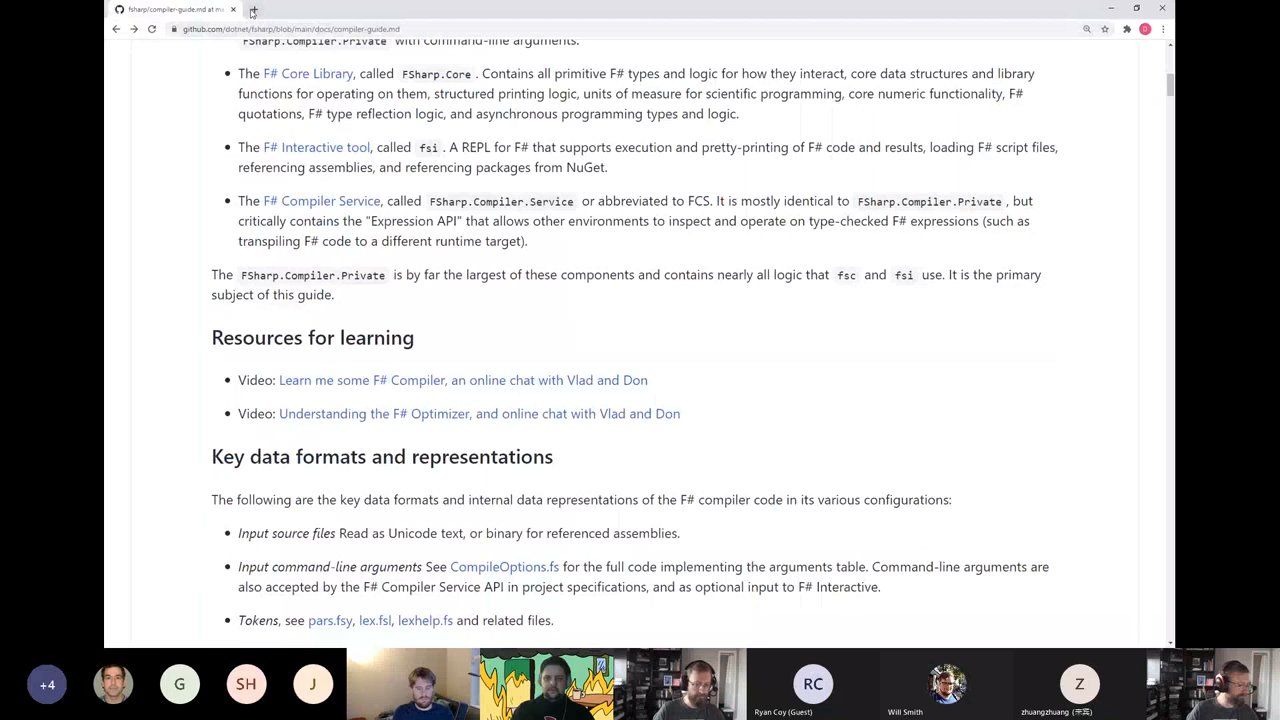 fsharp/compiler-guide.md at m
github.com/dotnet/fsharp/blob/main/docs/compiler-guide.md
D
FSharp.Compiler.Private with command-line arguments.
The F# Core Library, called FSharp.Core. Contains all primitive F# types and logic for how they interact, core data structures and library
functions for operating on them, structured printing logic, units of measure for scientific programming, core numeric functionality, F#
quotations, F# type reflection logic, and asynchronous programming types and logic.
The F# Interactive tool, called fsi. A REPL for F# that supports execution and pretty-printing of F# code and results, loading F# script files,
referencing assemblies, and referencing packages from NuGet.
The F# Compiler Service, called FSharp.Compiler.Service or abbreviated to FCS. It is mostly identical to FSharp.Compiler.Private, but
critically contains the "Expression API" that allows other environments to inspect and operate on type-checked F# expressions (such as
transpiling F# code to a different runtime target).
The FSharp.Compiler.Private is by far the largest of these components and contains nearly all logic that fsc and fsi use. It is the primary
subject of this guide.
Resources for learning
Video: Learn me some F# Compiler, an online chat with Vlad and Don
Video: Understanding the F# Optimizer, and online chat with Vlad and Don
Key data formats and representations
The following are the key data formats and internal data representations of the F# compiler code in its various configurations:
Input source files Read as Unicode text, or binary for referenced assemblies.
Input command-line arguments See CompileOptions.fs for the full code implementing the arguments table. Command-line arguments are
also accepted by the F# Compiler Service API in project specifications, and as optional input to F# Interactive.
Tokens, see pars.fsy, lex.fsl, lexhelp.fs and related files.
+4
G
SH
J
RC
Z
Ryan Coy (Guest)
Will Smith